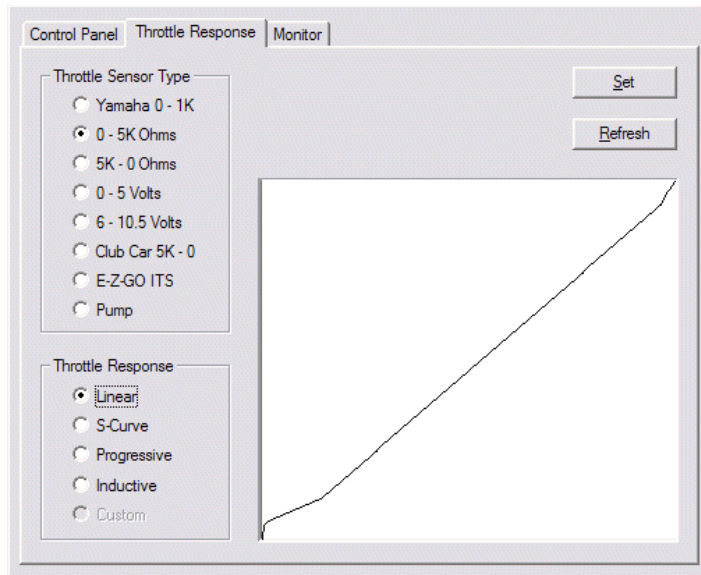 Control Panel
Throttle Response
Monitor
Throttle Sensor Type
Yamaha 0 - 1K
0 - 5K Ohms
5K - 0 Ohms
0 - 5 Volts
6 - 10.5 Volts
Club Car 5K - 0
E-Z-GO ITS
Pump
Set
Refresh
Throttle Response
Linear
S-Curve
Progressive
Inductive
Custom